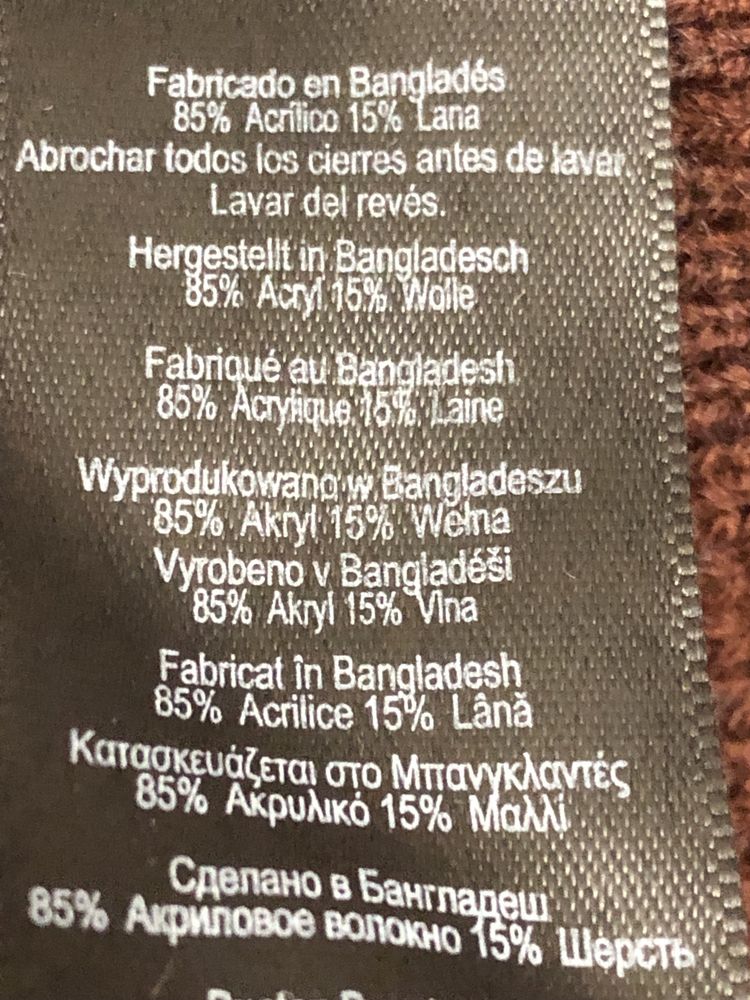 Fabricado en Bangladés
85% Acrílico 15% Lana
Abrochar todos los cierres antes de lavar
Lavar del revés.
Hergestellt in Bangladesch
85% Acryl 15% Wolle
Fabriqué au Bangladesh
85% Acrylique 15% Laine
Wyprodukowano w Bangladeszu
85% Akryl 15% Wełna
Vyrobeno v Bangladéši
85% Akryl 15% Vlna
Fabricat în Bangladesh
85% Acrilice 15% Lână
Κατασκευάζεται στο Μπανγκλαντές
85% Ακρυλικό 15% Μαλλί
Сделано в Бангладеш
85% Акриловое волокно 15% Шерсть